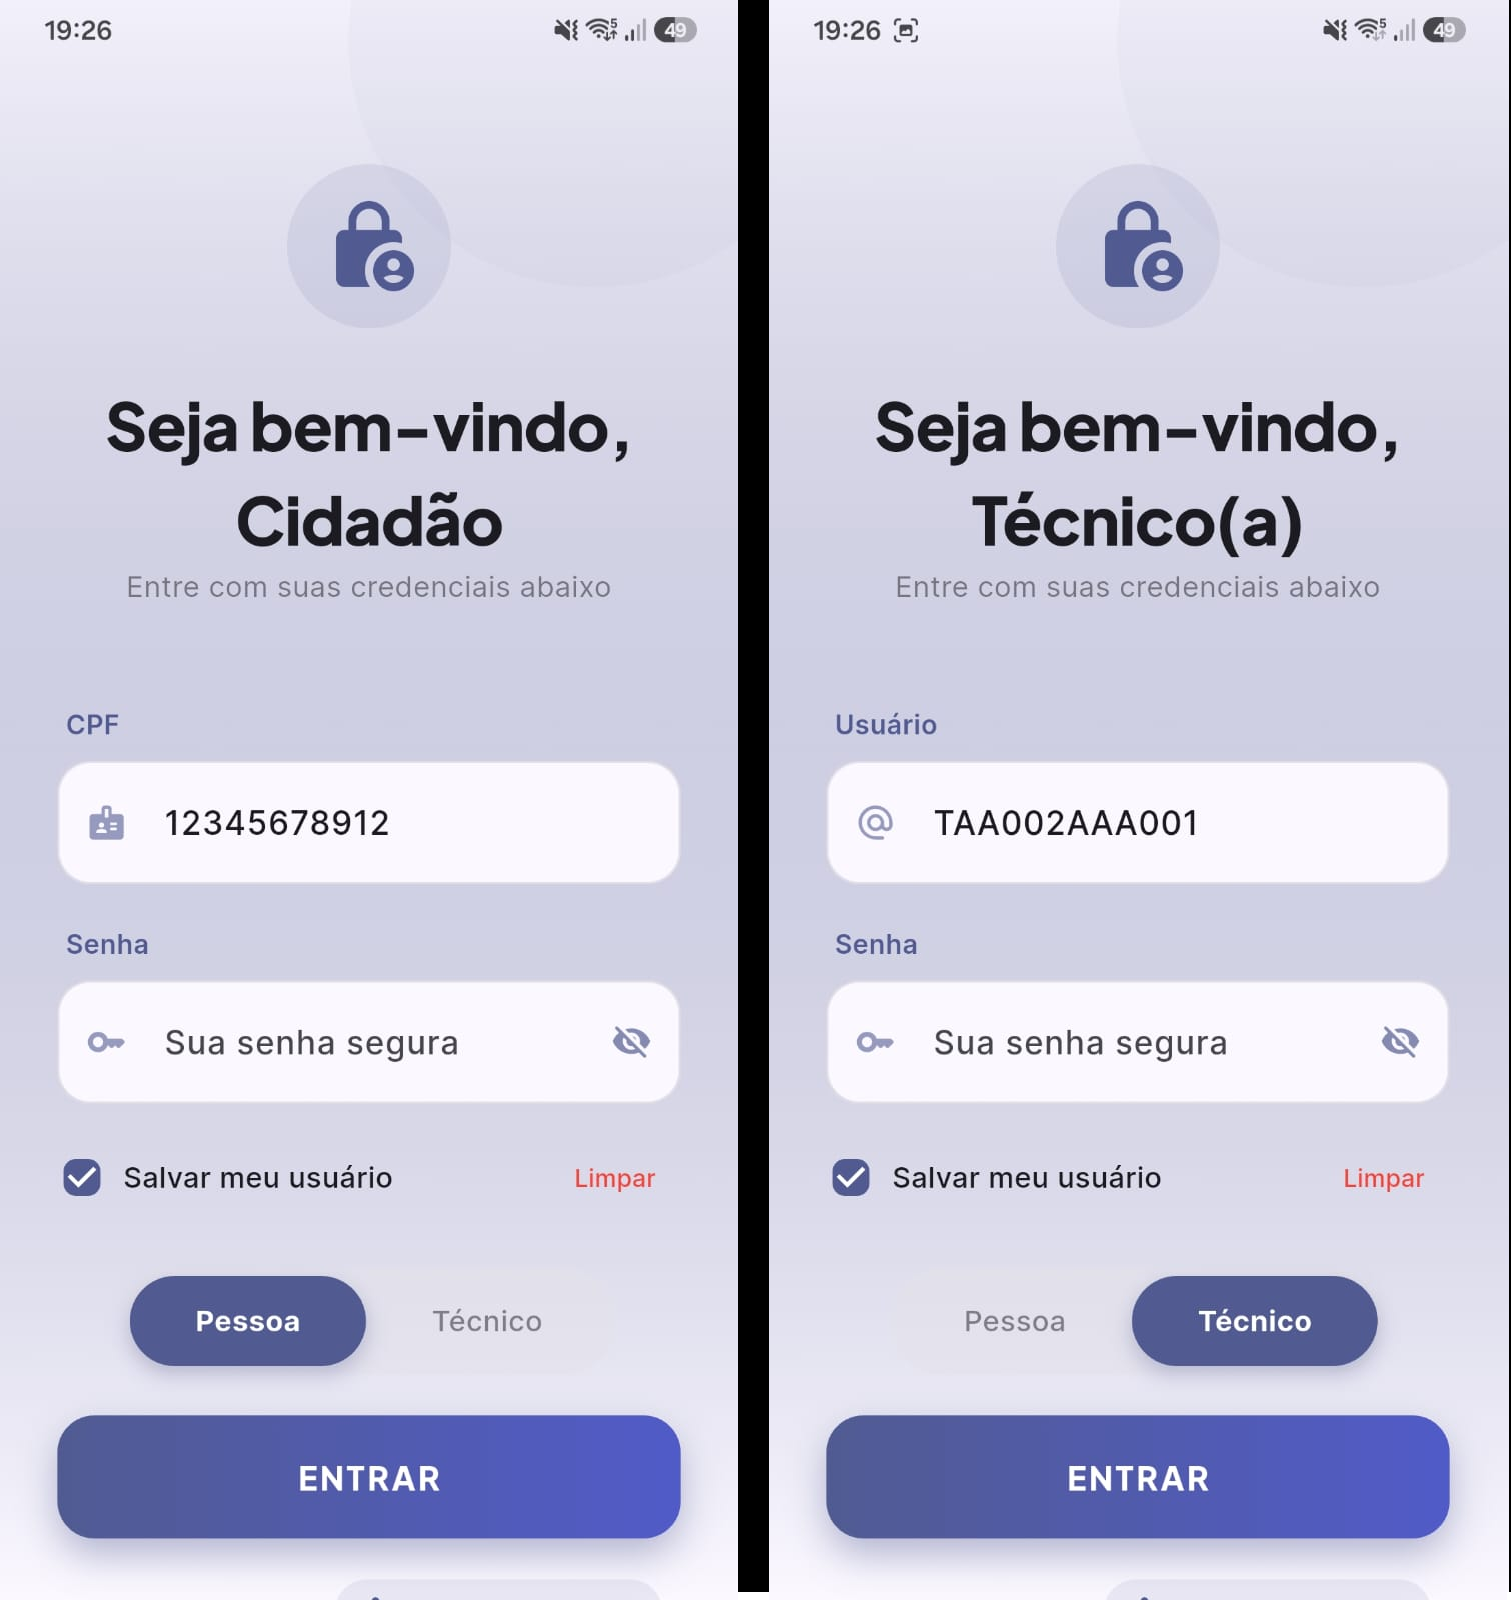 19:26
5
49
Seja bem-vindo,
Cidadão
Entre com suas credenciais abaixo
CPF
12345678912
Senha
Sua senha segura
Salvar meu usuário
Limpar
Pessoa
Técnico
ENTRAR
19:26
5
49
Seja bem-vindo,
Técnico(a)
Entre com suas credenciais abaixo
Usuário
TAA002AAA001
Senha
Sua senha segura
Salvar meu usuário
Limpar
Pessoa
Técnico
ENTRAR